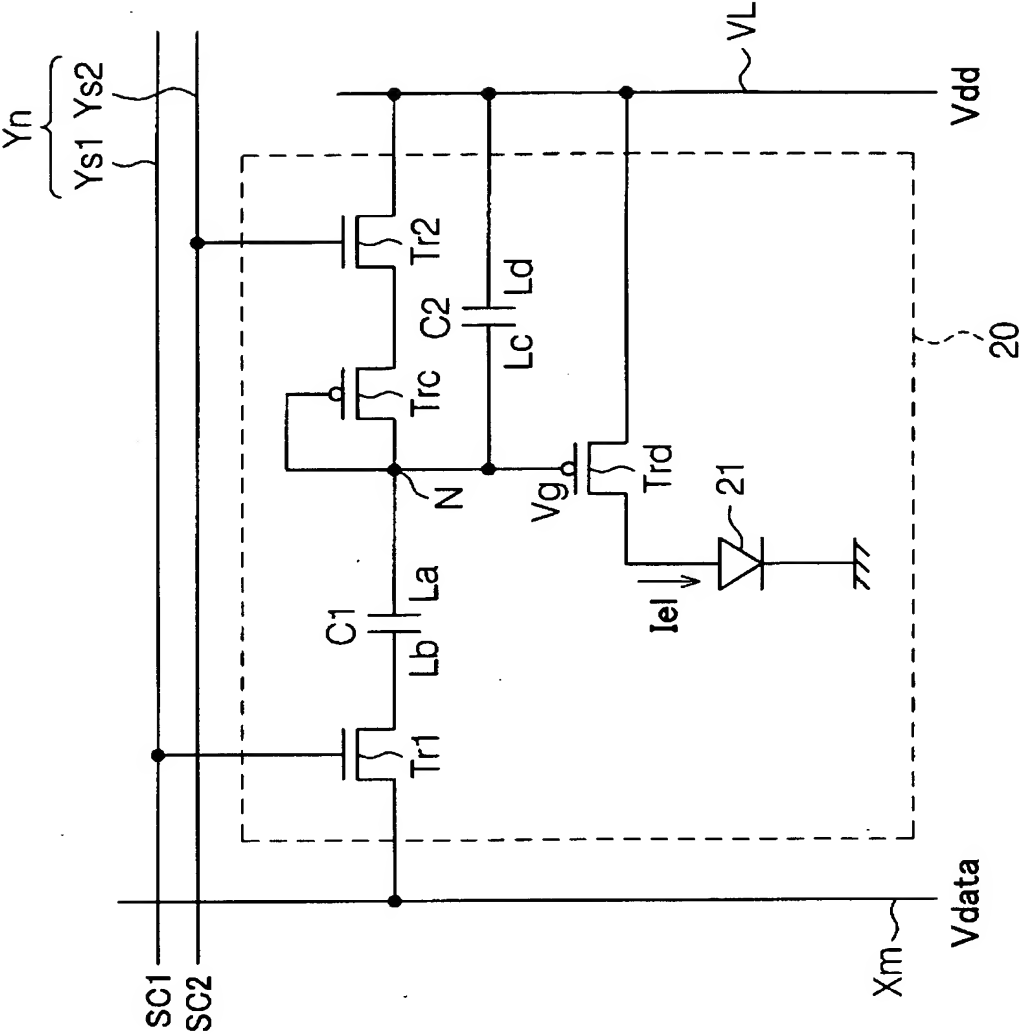 Yn
Ys1
Ys2
VL
Vdd
Tr2
Trc
C2
Lc
Ld
20
N
Vg
Trd
21
Iel
C1
La
Lb
Tr1
SC1
SC2
Xm
Vdata